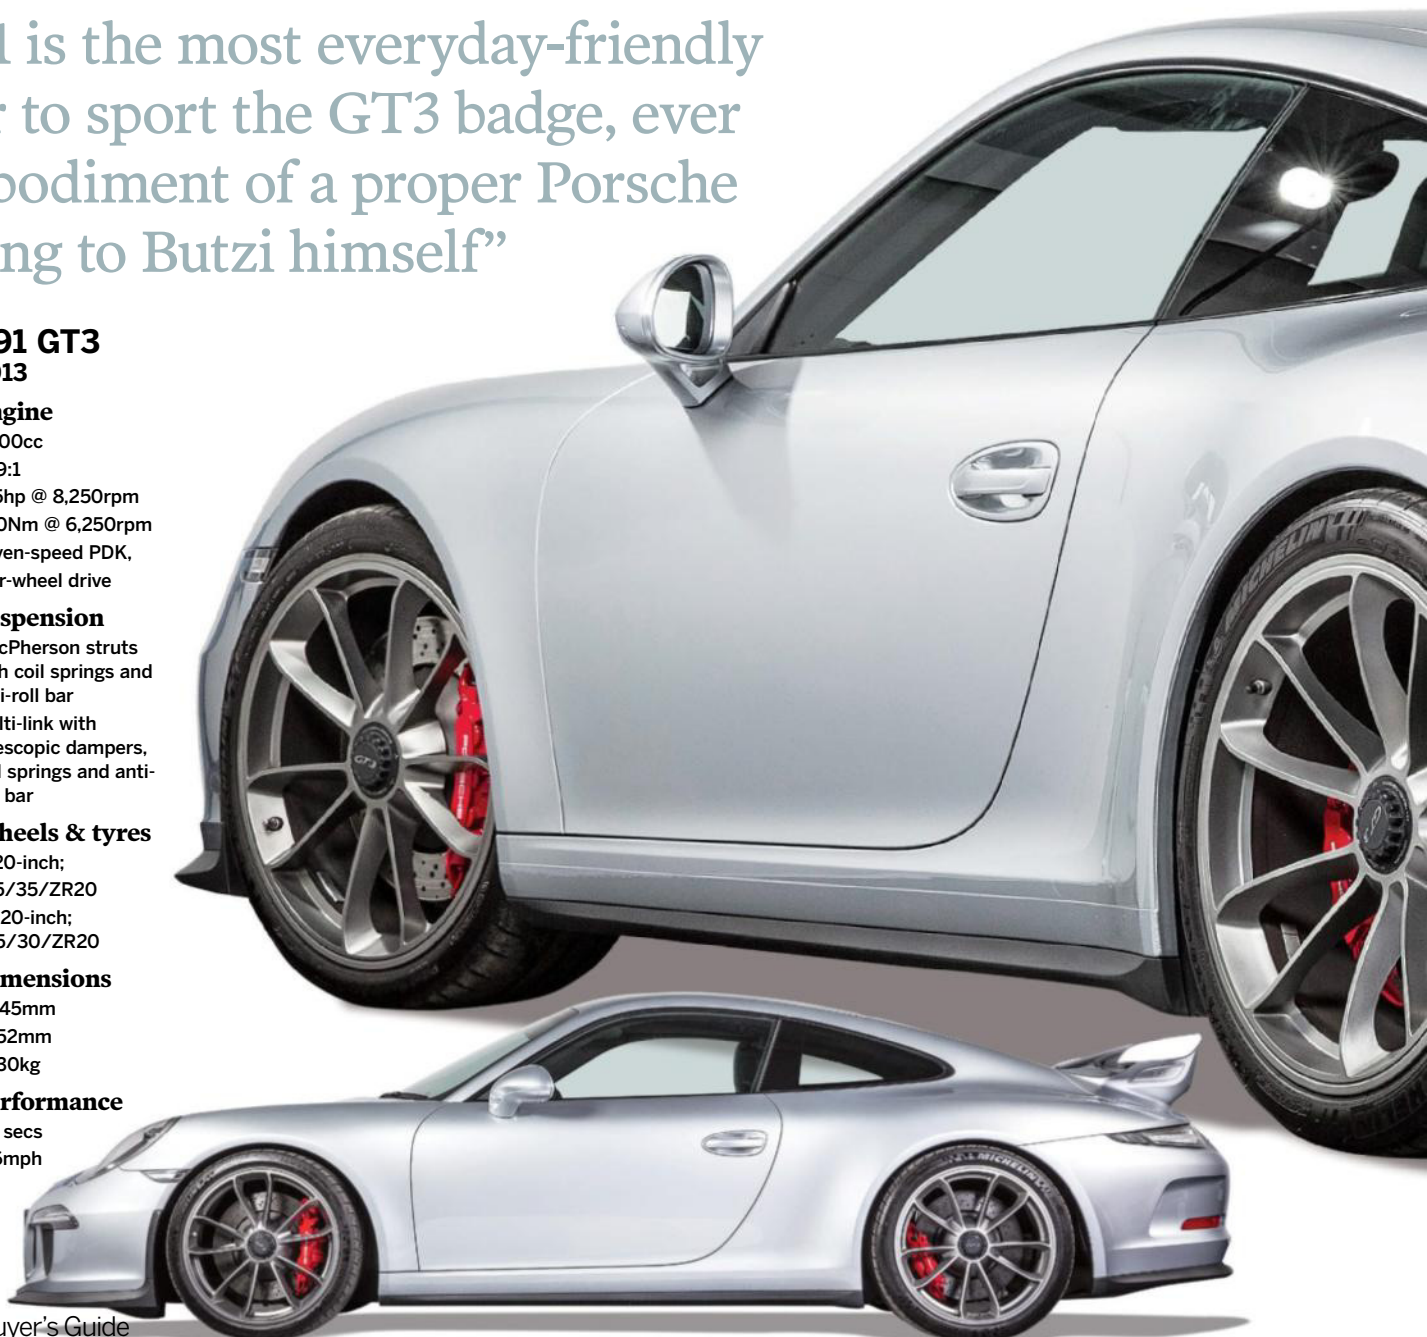 1 is the most everyday-friendly
r to sport the GT3 badge, ever
bodiment of a proper Porsche
ng to Butzi himself”
91 GT3
013
gine
00cc
9:1
5hp @ 8,250rpm
0Nm @ 6,250rpm
ven-speed PDK,
r-wheel drive
spension
cPherson struts
h coil springs and
i-roll bar
lti-link with
escopic dampers,
l springs and anti-
bar
heels & tyres
20-inch;
5/35/ZR20
20-inch;
5/30/ZR20
mensions
45mm
52mm
30kg
rformance
secs
5mph
uyer’s Guide
MICHELIN
GT3
GT3
MICHELIN